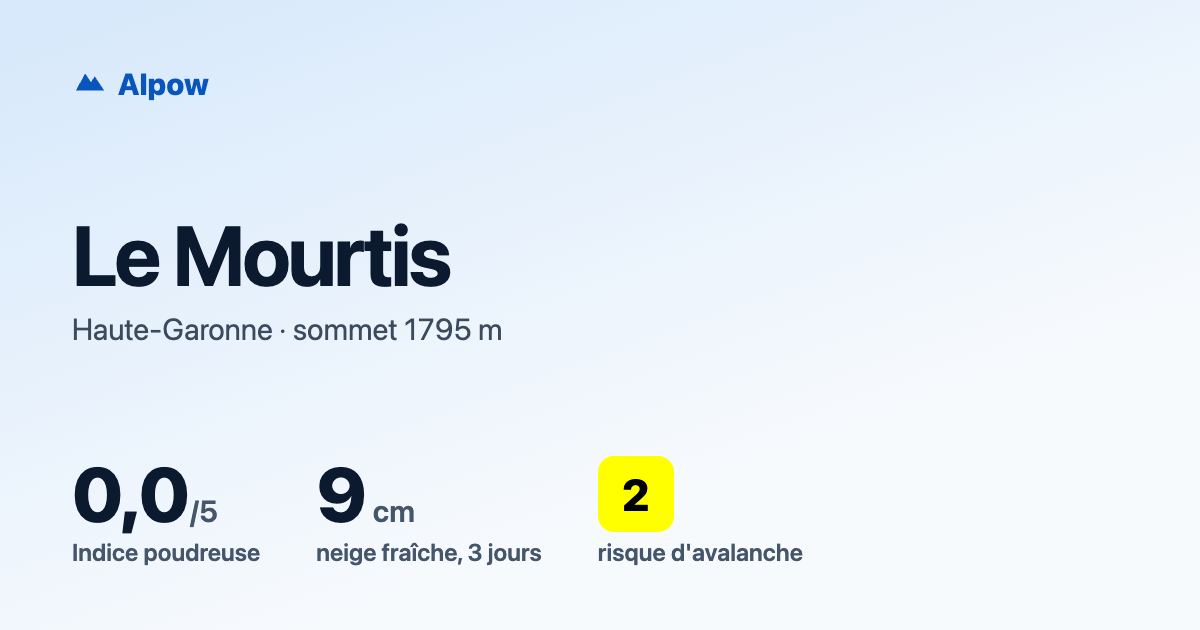 Alpow
Le Mourtis
Haute-Garonne · sommet 1795 m
0,0/5
Indice poudreuse
9 cm
neige fraîche, 3 jours
2
risque d'avalanche